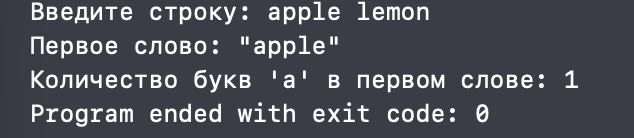 Введите строку: apple lemon
Первое слово: "apple"
Количество букв 'a' в первом слове: 1
Program ended with exit code: 0